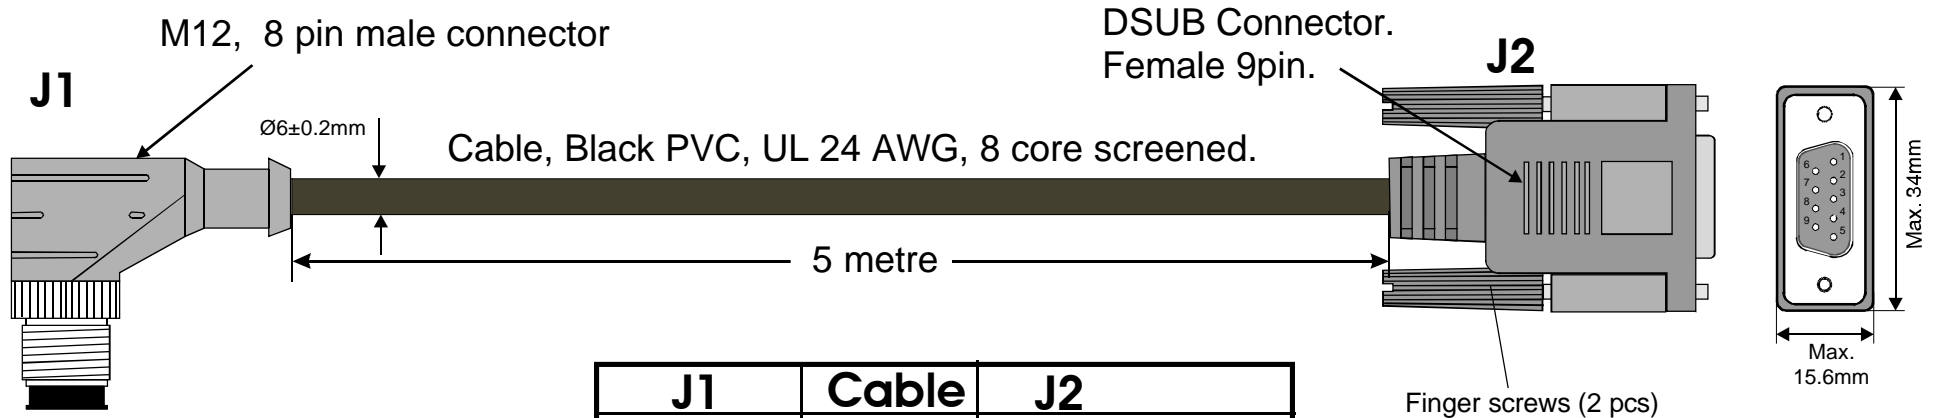 M12, 8 pin male connector
DSUB Connector.
Female 9pin.
J2
J1
Ø6±0.2mm
Cable, Black PVC, UL 24 AWG, 8 core screened.
5 metre
1
2
3
4
5
6
7
8
9
Max. 34mm
Max.
15.6mm
J1 Cable J2
Finger screws (2 pcs)